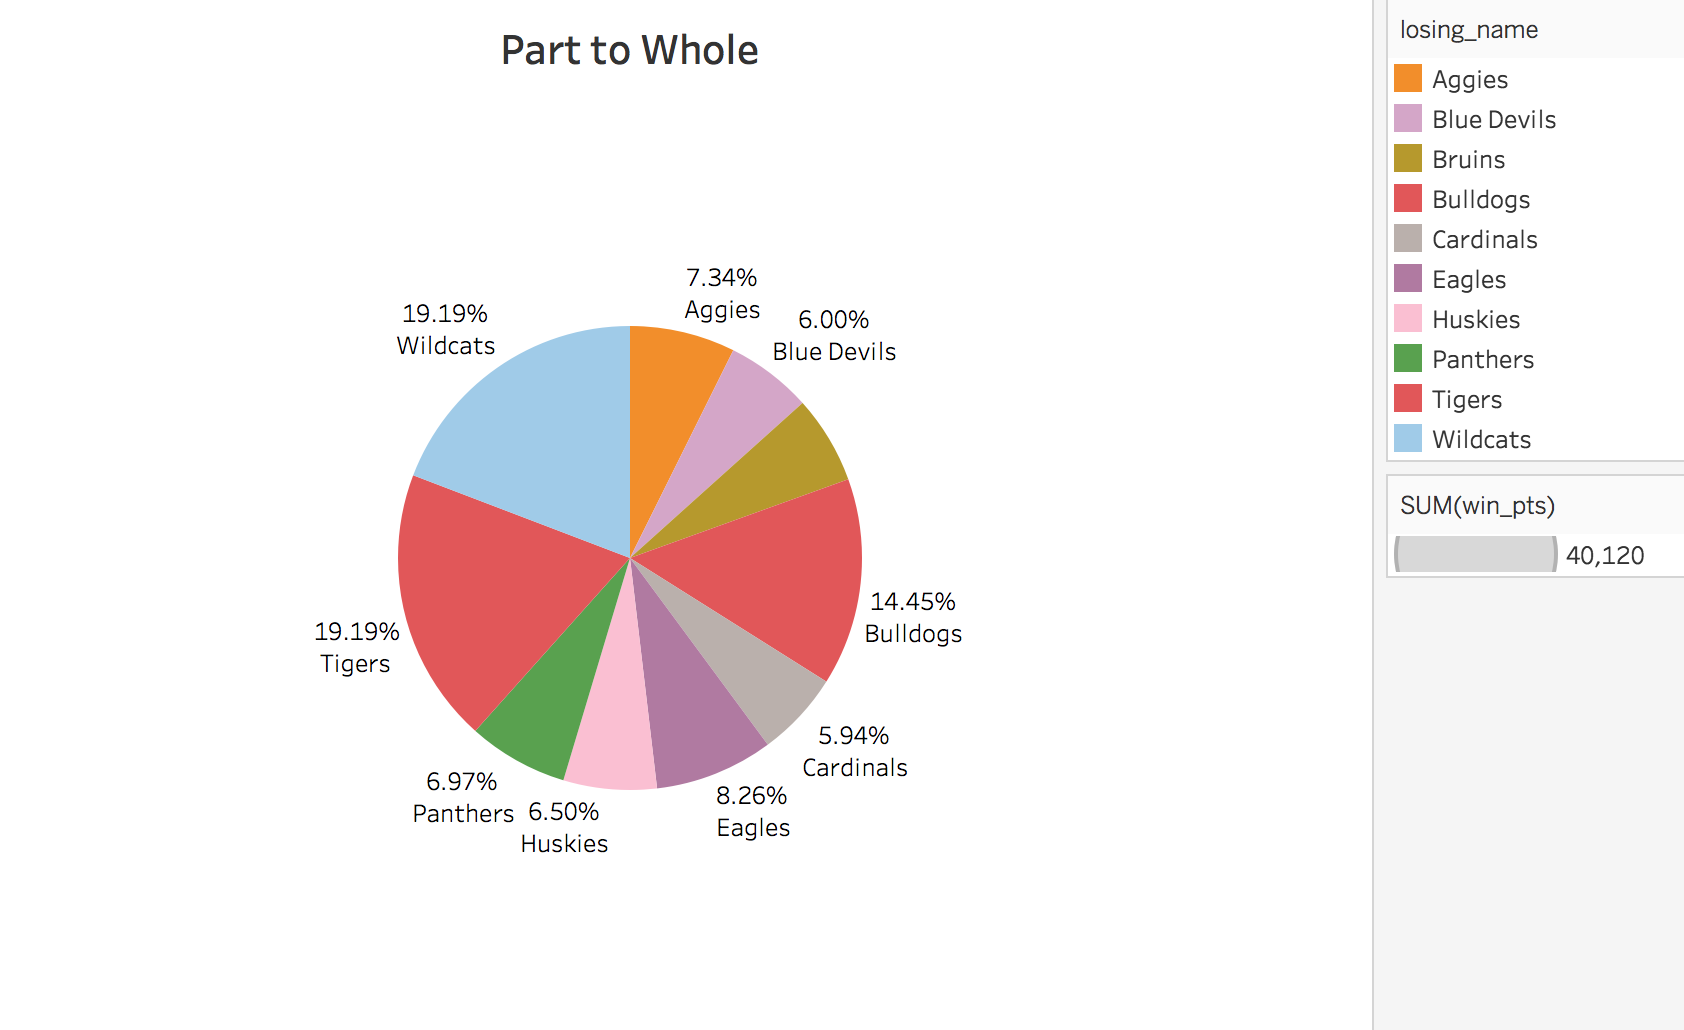 Part to Whole
7.34%
Aggies
6.00%
Blue Devils
19.19%
Wildcats
14.45%
Bulldogs
19.19%
Tigers
5.94%
Cardinals
6.97%
Panthers
8.26%
Eagles
6.50%
Huskies
losing_name
Aggies
Blue Devils
Bruins
Bulldogs
Cardinals
Eagles
Huskies
Panthers
Tigers
Wildcats
SUM(win_pts)
40,120